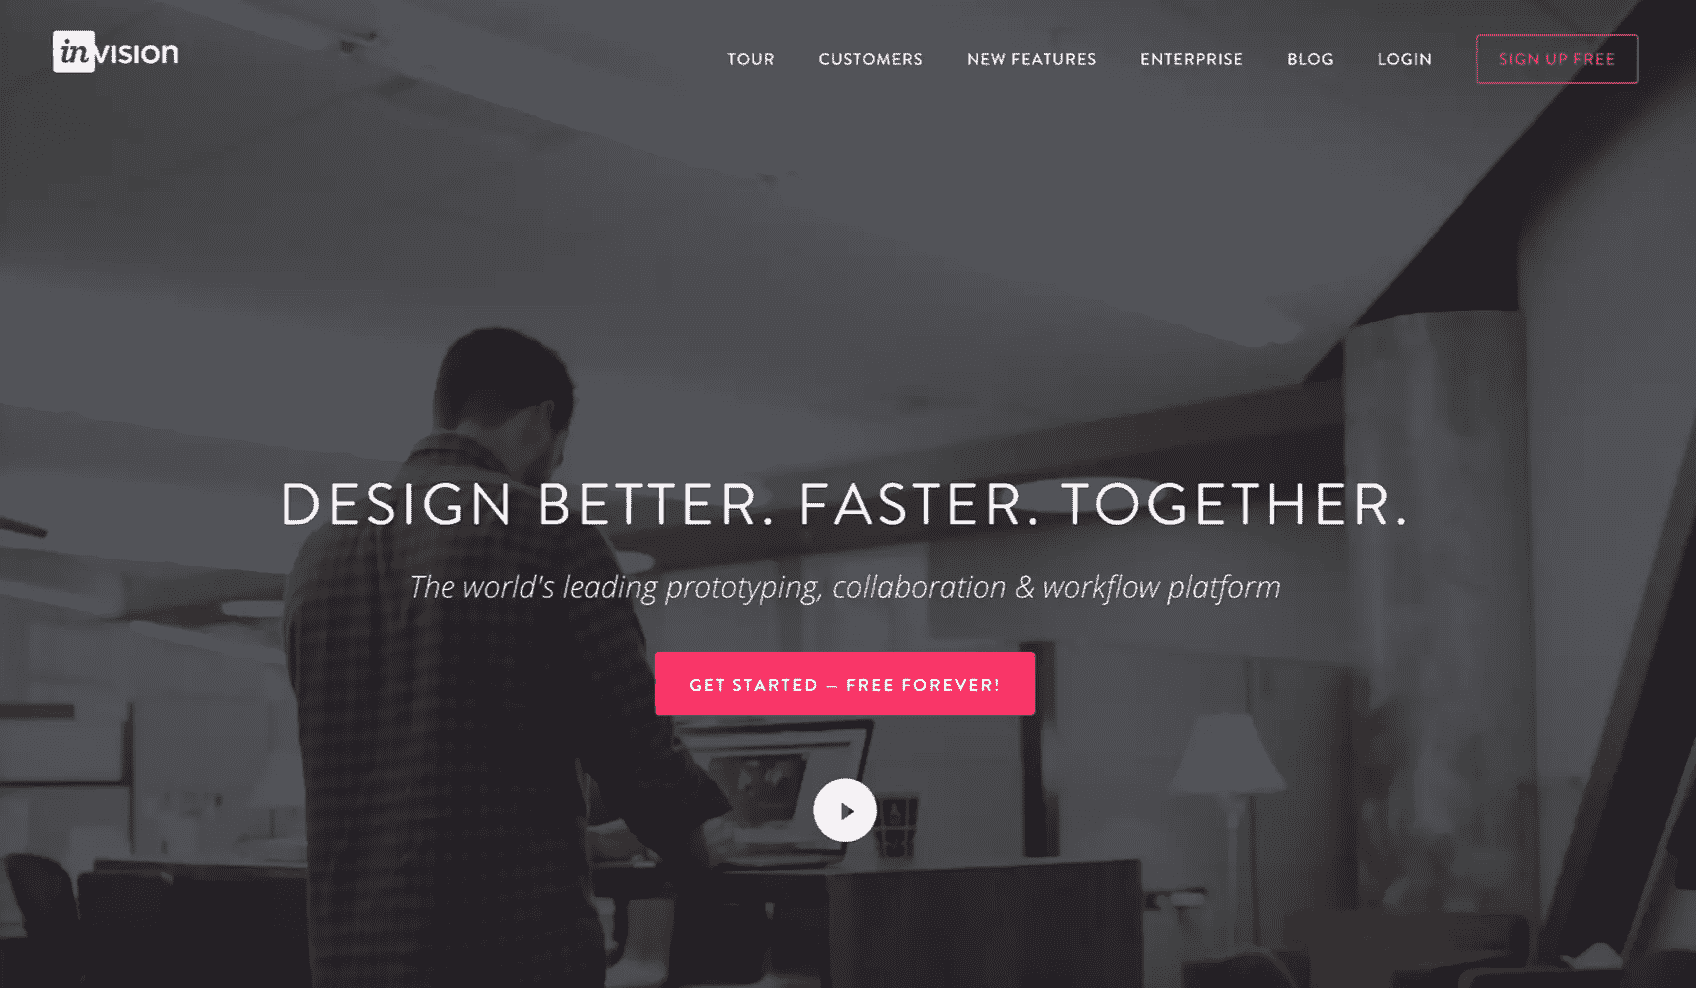 invision
TOUR CUSTOMERS NEW FEATURES ENTERPRISE BLOG LOGIN SIGN UP FREE
DESIGN BETTER. FASTER. TOGETHER.
The world's leading prototyping, collaboration & workflow platform
GET STARTED — FREE FOREVER!